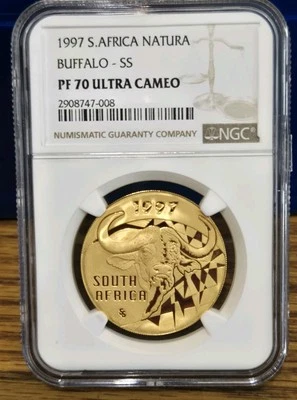 1997 S.AFRICA NATURA
BUFFALO - SS
PF 70 ULTRA CAMEO
2908747-008
NUMISMATIC GUARANTY COMPANY
NGC
1997
SOUTH
AFRICA